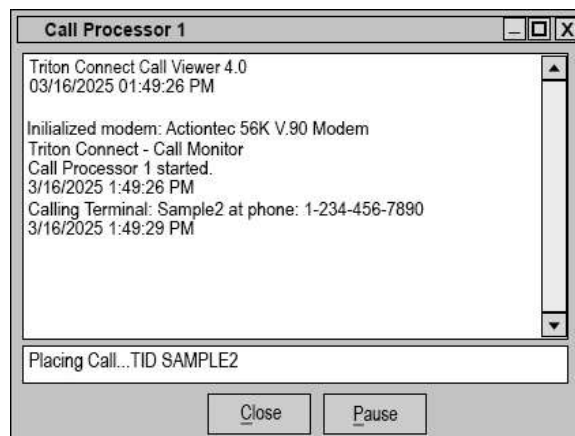 Call Processor 1
Triton Connect Call Viewer 4.0
03/16/2025 01:49:26 PM
Inilialized modem: Actiontec 56K V.90 Modem
Triton Connect - Call Monitor
Call Processor 1 started.
3/16/2025 1:49:26 PM
Calling Terminal: Sample2 at phone: 1-234-456-7890
3/16/2025 1:49:29 PM
Placing Call...TID SAMPLE2
Close Pause